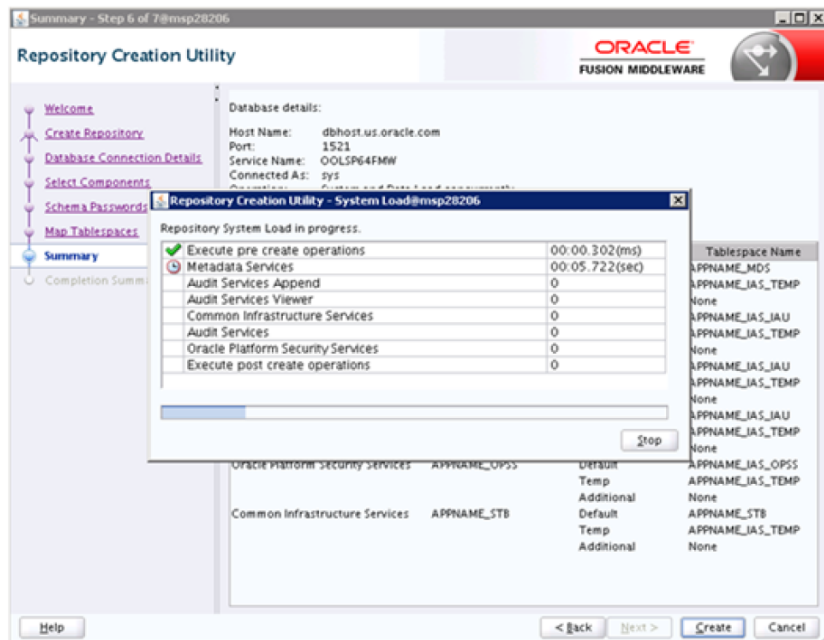 Summary - Step 6 of 7@msp28206
Repository Creation Utility
ORACLE
FUSION MIDDLEWARE
Welcome
Create Repository
Database Connection Details
Select Components
Schema Passwords
Map Tablespaces
Summary
Completion Summ
Database details:
Host Name: dbhost.us.oracle.com
Port: 1521
Service Name: OOLSP64FMW
Connected As: sys
Operation: System and Data Load concurrently
Repository Creation Utility - System Load@msp28206
Repository System Load in progress.
Execute pre create operations 00:00.302(ms)
Metadata Services 00:05.722(sec)
Audit Services Append 0
Audit Services Viewer 0
Common Infrastructure Services 0
Audit Services 0
Oracle Platform Security Services 0
Execute post create operations 0
Stop
Tablespace Name
APPNAME_MDS
APPNAME_IAS_TEMP
None
APPNAME_IAS_IAU
APPNAME_IAS_TEMP
None
APPNAME_IAS_IAU
APPNAME_IAS_TEMP
None
APPNAME_IAS_IAU
APPNAME_IAS_TEMP
None
Oracle Platform Security Services APPNAME_OPSS Default APPNAME_IAS_OPSS
Temp APPNAME_IAS_TEMP
Additional None
Common Infrastructure Services APPNAME_STB Default APPNAME_STB
Temp APPNAME_IAS_TEMP
Additional None
Help
< Back
Next >
Create
Cancel